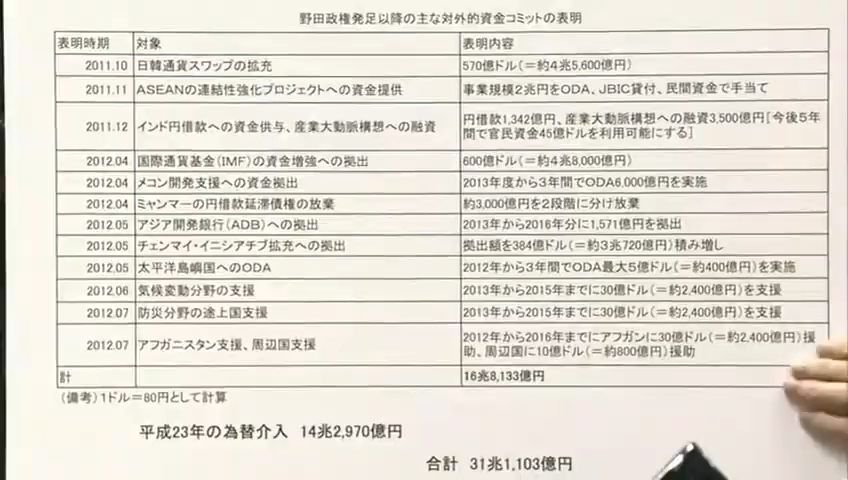 野田政権発足以降の主な対外的資金コミットの表明
表明時期 対象 表明内容
2011.10 日韓通貨スワップの拡充 570億ドル(=約4兆5,600億円)
2011.11 ASEANの連結性強化プロジェクトへの資金提供 事業規模2兆円をODA、JBIC貸付、民間資金で手当て
2011.12 インド円借款への資金供与、産業大動脈構想への融資 円借款1,342億円、産業大動脈構想への融資3,500億円[今後5年
間で官民資金45億ドルを利用可能にする]
2012.04 国際通貨基金(IMF)の資金増強への拠出 600億ドル(=約4兆8,000億円)
2012.04 メコン開発支援への資金拠出 2013年度から3年間でODA6,000億円を実施
2012.04 ミャンマーの円借款延滞債権の放棄 約3,000億円を2段階に分け放棄
2012.05 アジア開発銀行(ADB)への拠出 2013年から2016年分に1,571億円を拠出
2012.05 チェンマイ・イニシアチブ拡充への拠出 拠出額を384億ドル(=約3兆720億円)積み増し
2012.05 太平洋島嶼国へのODA 2012年から3年間でODA最大5億ドル(=約400億円)を実施
2012.06 気候変動分野の支援 2013年から2015年までに30億ドル(=約2,400億円)を支援
2012.07 防災分野の途上国支援 2013年から2015年までに30億ドル(=約2,400億円)を支援
2012.07 アフガニスタン支援、周辺国支援 2012年から2016年までにアフガンに30億ドル(=約2,400億円)援
助、周辺国に10億ドル(=約800億円)援助
計 16兆8,133億円
(備考)1ドル=80円として計算
平成23年の為替介入 14兆2,970億円
合計 31兆1,103億円